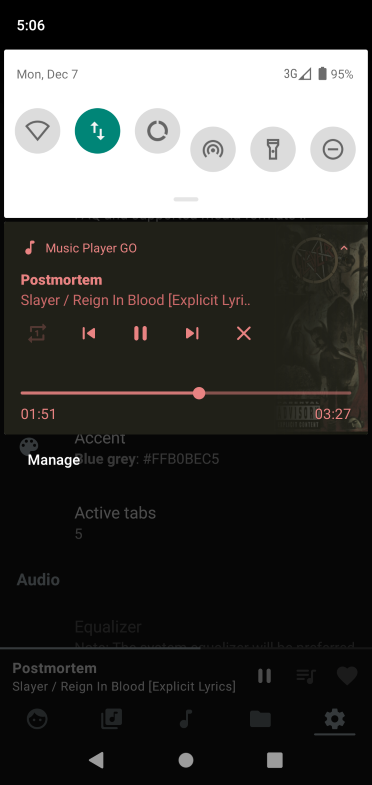 5:06
Mon, Dec 7
3G 95%
Music Player GO
Postmortem
Slayer / Reign In Blood [Explicit Lyri..
01:51
03:27
Accent
Manage
Blue grey: #FFB0BEC5
Active tabs
5
Audio
Equalizer
Note: The system equalizer will be preferred
Postmortem
Slayer / Reign In Blood [Explicit Lyrics]